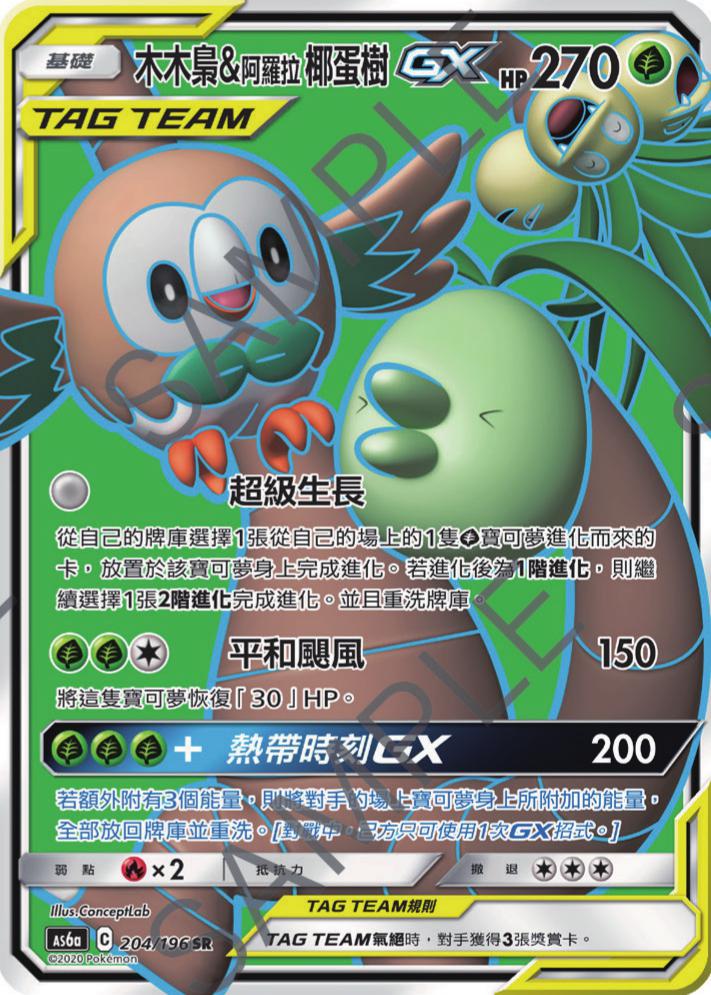 基礎 木木梟&阿羅拉 椰蛋樹 GX HP 270
TAG TEAM
超級生長
從自己的牌庫選擇1張從自己的場上的1隻寶可夢進化而來的
卡，放置於該寶可夢身上完成進化。若進化後為1階進化，則繼
續選擇1張2階進化完成進化。並且重洗牌庫。
平和颶風 150
將這隻寶可夢恢復「30」HP。
+ 熱帶時刻GX 200
若額外附有3個能量，則將對手的場上寶可夢身上所附加的能量，
全部放回牌庫並重洗。[對戰中，己方只可使用1次GX招式。]
弱點 ×2 抵抗力 撤退
Illus.ConceptLab
TAG TEAM規則
AS6a C 204/196 SR
TAG TEAM氣絕時，對手獲得3張獎賞卡。
©2020 Pokémon
SAMPLE
SAMPLE